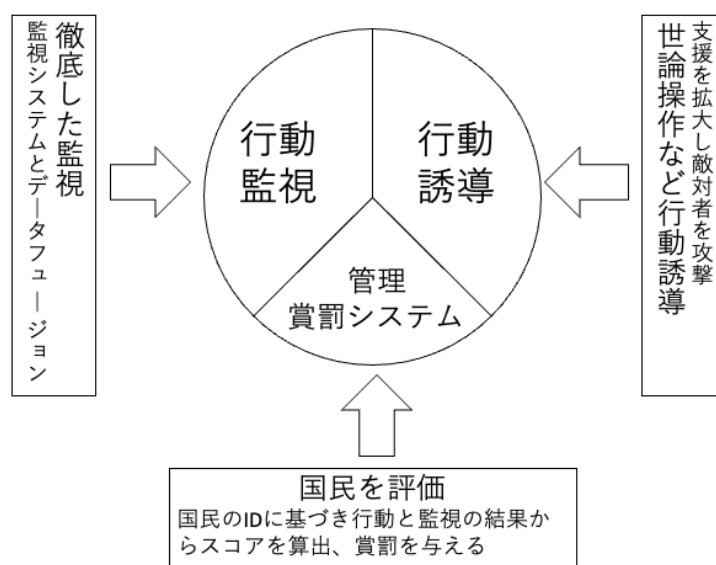 徹底した監視
監視システムとデータフュージョン
行動
監視
行動
誘導
管理
賞罰システム
支援を拡大し敵対者を攻撃
世論操作など行動誘導
国民を評価
国民のIDに基づき行動と監視の結果か
らスコアを算出、賞罰を与える